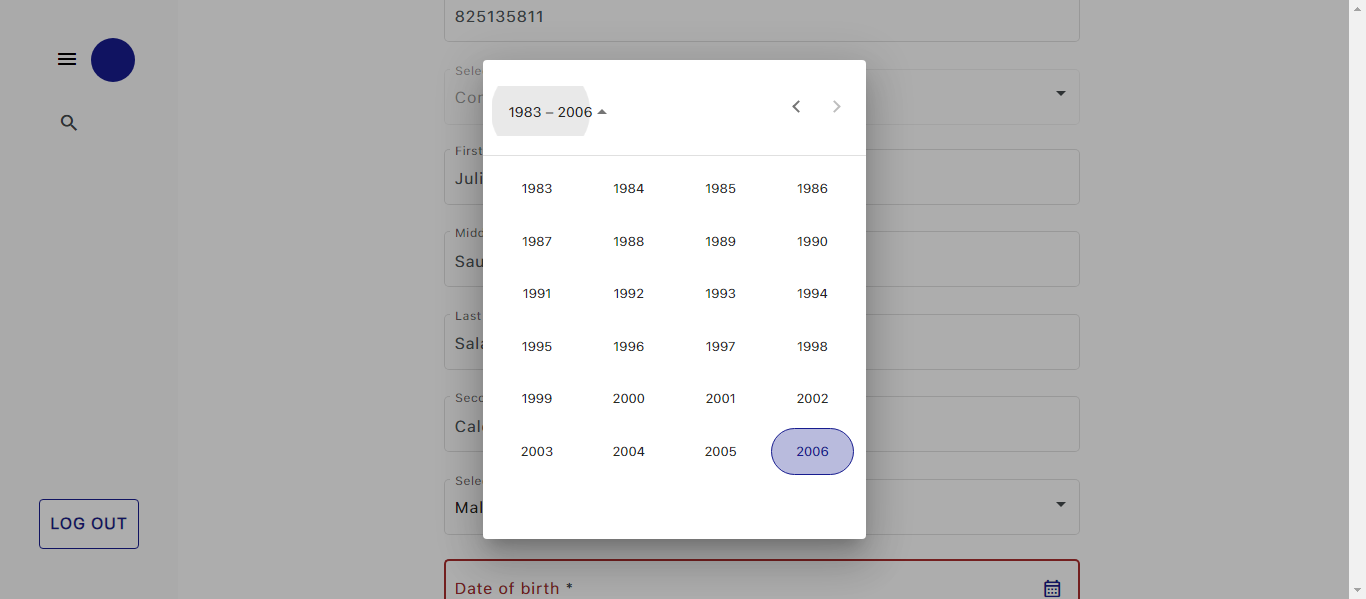 825135811
Sele
Con
First
Juli
Midd
Sau
Last
Sala
Seco
Cal
Sele
Mal
Date of birth *
LOG OUT
1983 – 2006
1983 1984 1985 1986
1987 1988 1989 1990
1991 1992 1993 1994
1995 1996 1997 1998
1999 2000 2001 2002
2003 2004 2005 2006